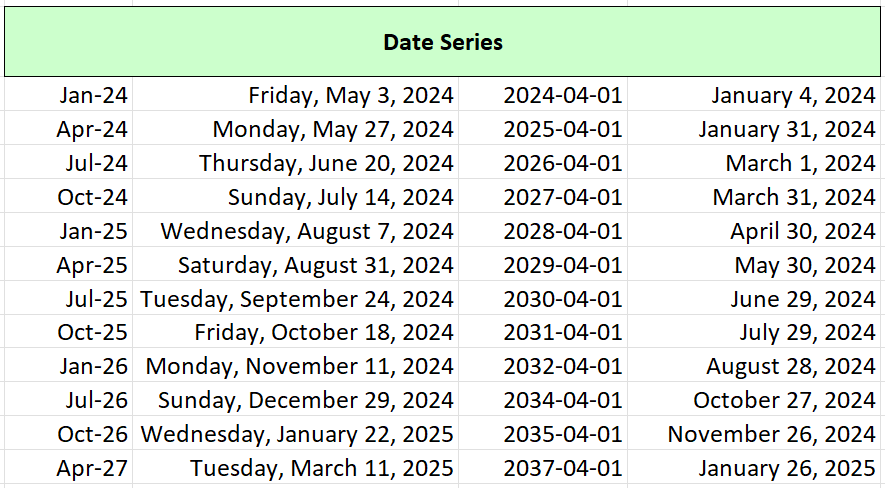 Date Series
Jan-24 Friday, May 3, 2024 2024-04-01 January 4, 2024
Apr-24 Monday, May 27, 2024 2025-04-01 January 31, 2024
Jul-24 Thursday, June 20, 2024 2026-04-01 March 1, 2024
Oct-24 Sunday, July 14, 2024 2027-04-01 March 31, 2024
Jan-25 Wednesday, August 7, 2024 2028-04-01 April 30, 2024
Apr-25 Saturday, August 31, 2024 2029-04-01 May 30, 2024
Jul-25 Tuesday, September 24, 2024 2030-04-01 June 29, 2024
Oct-25 Friday, October 18, 2024 2031-04-01 July 29, 2024
Jan-26 Monday, November 11, 2024 2032-04-01 August 28, 2024
Jul-26 Sunday, December 29, 2024 2034-04-01 October 27, 2024
Oct-26 Wednesday, January 22, 2025 2035-04-01 November 26, 2024
Apr-27 Tuesday, March 11, 2025 2037-04-01 January 26, 2025